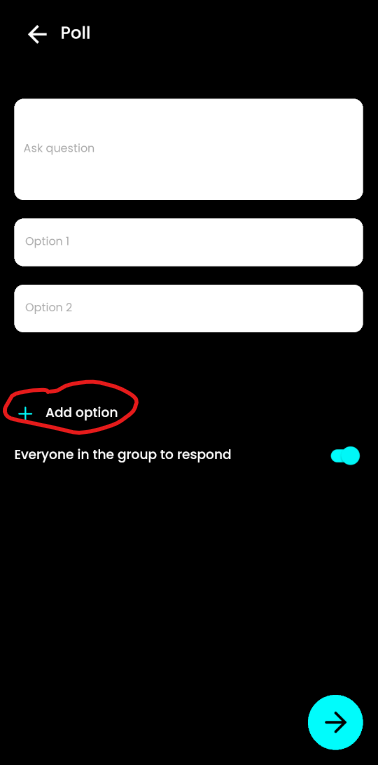 Poll
Ask question
Option 1
Option 2
Add option
Everyone in the group to respond